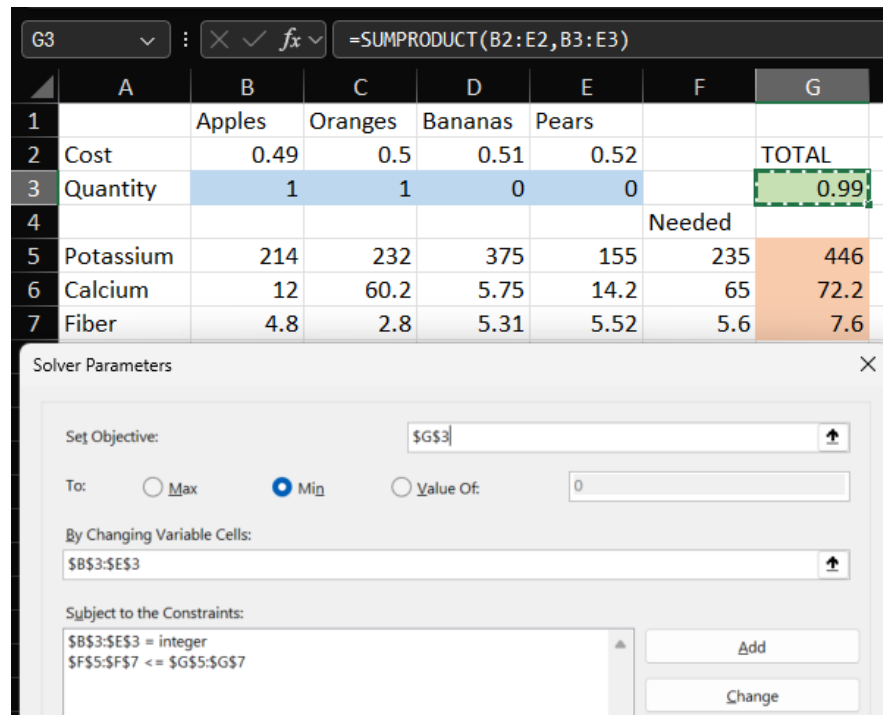 G3 fx =SUMPRODUCT(B2:E2,B3:E3)
A B C D E F G
1 Apples Oranges Bananas Pears
2 Cost 0.49 0.5 0.51 0.52 TOTAL
3 Quantity 1 1 0 0 0.99
4 Needed
5 Potassium 214 232 375 155 235 446
6 Calcium 12 60.2 5.75 14.2 65 72.2
7 Fiber 4.8 2.8 5.31 5.52 5.6 7.6
Solver Parameters
Set Objective: $G$3
To: Max Min Value Of: 0
By Changing Variable Cells:
$B$3:$E$3
Subject to the Constraints:
$B$3:$E$3 = integer
$F$5:$F$7 <= $G$5:$G$7
Add
Change